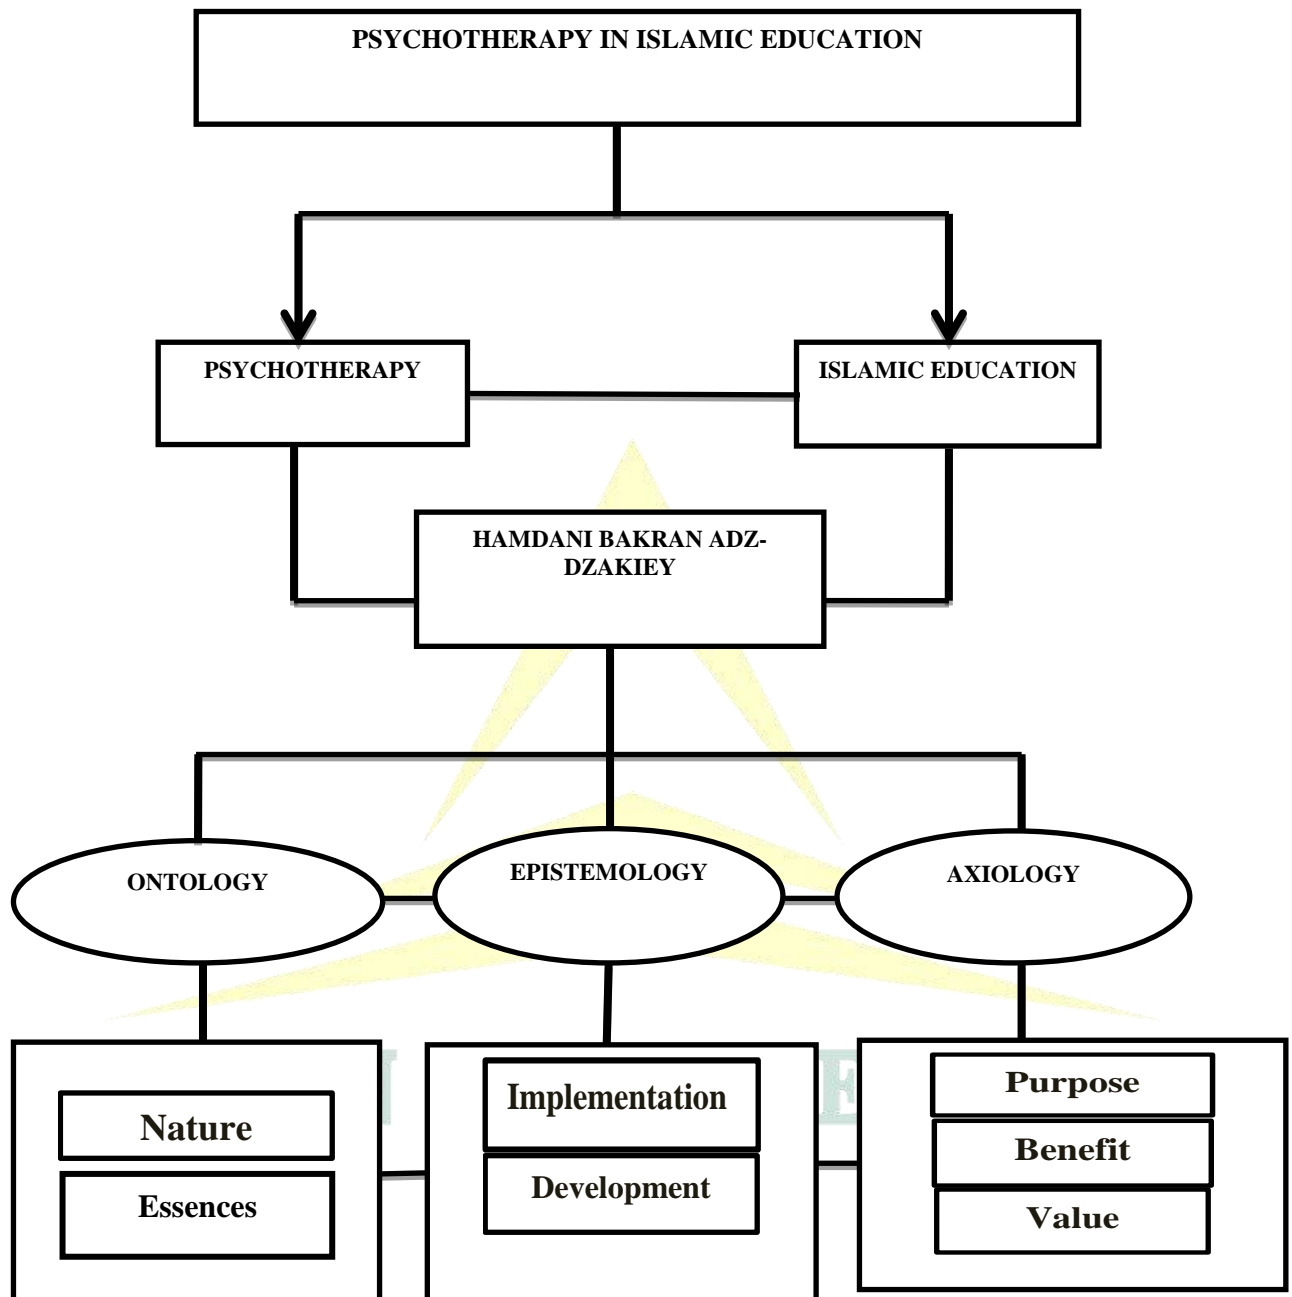 PSYCHOTHERAPY IN ISLAMIC EDUCATION
PSYCHOTHERAPY
ISLAMIC EDUCATION
HAMDANI BAKRAN ADZ-
DZAKIEY
ONTOLOGY
EPISTEMOLOGY
AXIOLOGY
Nature
Essences
Implementation
Development
Purpose
Benefit
Value